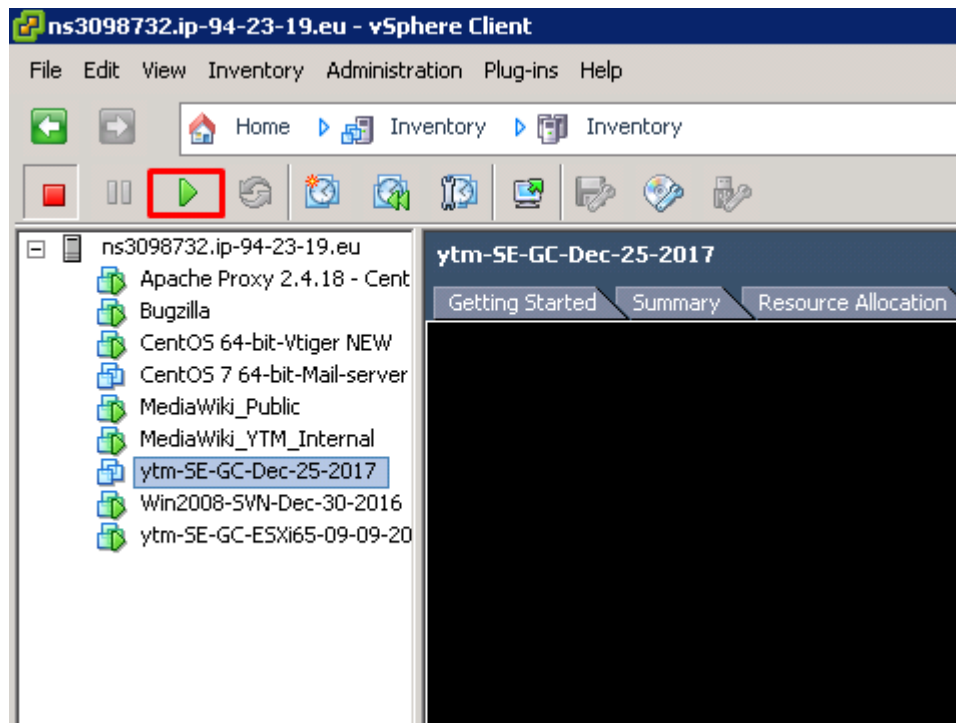 ns3098732.ip-94-23-19.eu - vSphere Client
File Edit View Inventory Administration Plug-ins Help
Home Inventory Inventory
ns3098732.ip-94-23-19.eu
Apache Proxy 2.4.18 - Cent
Bugzilla
CentOS 64-bit-Vtiger NEW
CentOS 7 64-bit-Mail-server
MediaWiki_Public
MediaWiki_YTM_Internal
ytm-SE-GC-Dec-25-2017
Win2008-SVN-Dec-30-2016
ytm-SE-GC-ESXi65-09-09-20
ytm-SE-GC-Dec-25-2017
Getting Started Summary Resource Allocation